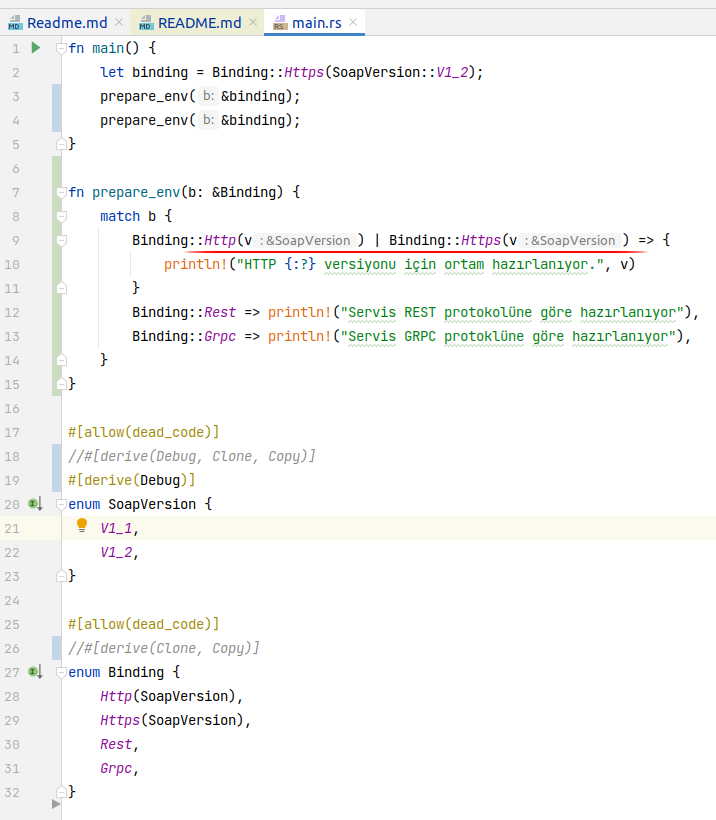 MD Readme.md × MD README.md × RS main.rs ×
1 fn main() {
2     let binding = Binding::Https(SoapVersion::V1_2);
3     prepare_env( b: &binding);
4     prepare_env( b: &binding);
5 }
6
7 fn prepare_env(b: &Binding) {
8     match b {
9         Binding::Http(v : &SoapVersion ) | Binding::Https(v : &SoapVersion ) => {
10             println!("HTTP {:?} versiyonu için ortam hazırlanıyor.", v)
11         }
12         Binding::Rest => println!("Servis REST protokolüne göre hazırlanıyor"),
13         Binding::Grpc => println!("Servis GRPC protoklüne göre hazırlanıyor"),
14     }
15 }
16
17 #[allow(dead_code)]
18 //#[derive(Debug, Clone, Copy)]
19 #[derive(Debug)]
20 enum SoapVersion {
21     V1_1,
22     V1_2,
23 }
24
25 #[allow(dead_code)]
26 //#[derive(Clone, Copy)]
27 enum Binding {
28     Http(SoapVersion),
29     Https(SoapVersion),
30     Rest,
31     Grpc,
32 }